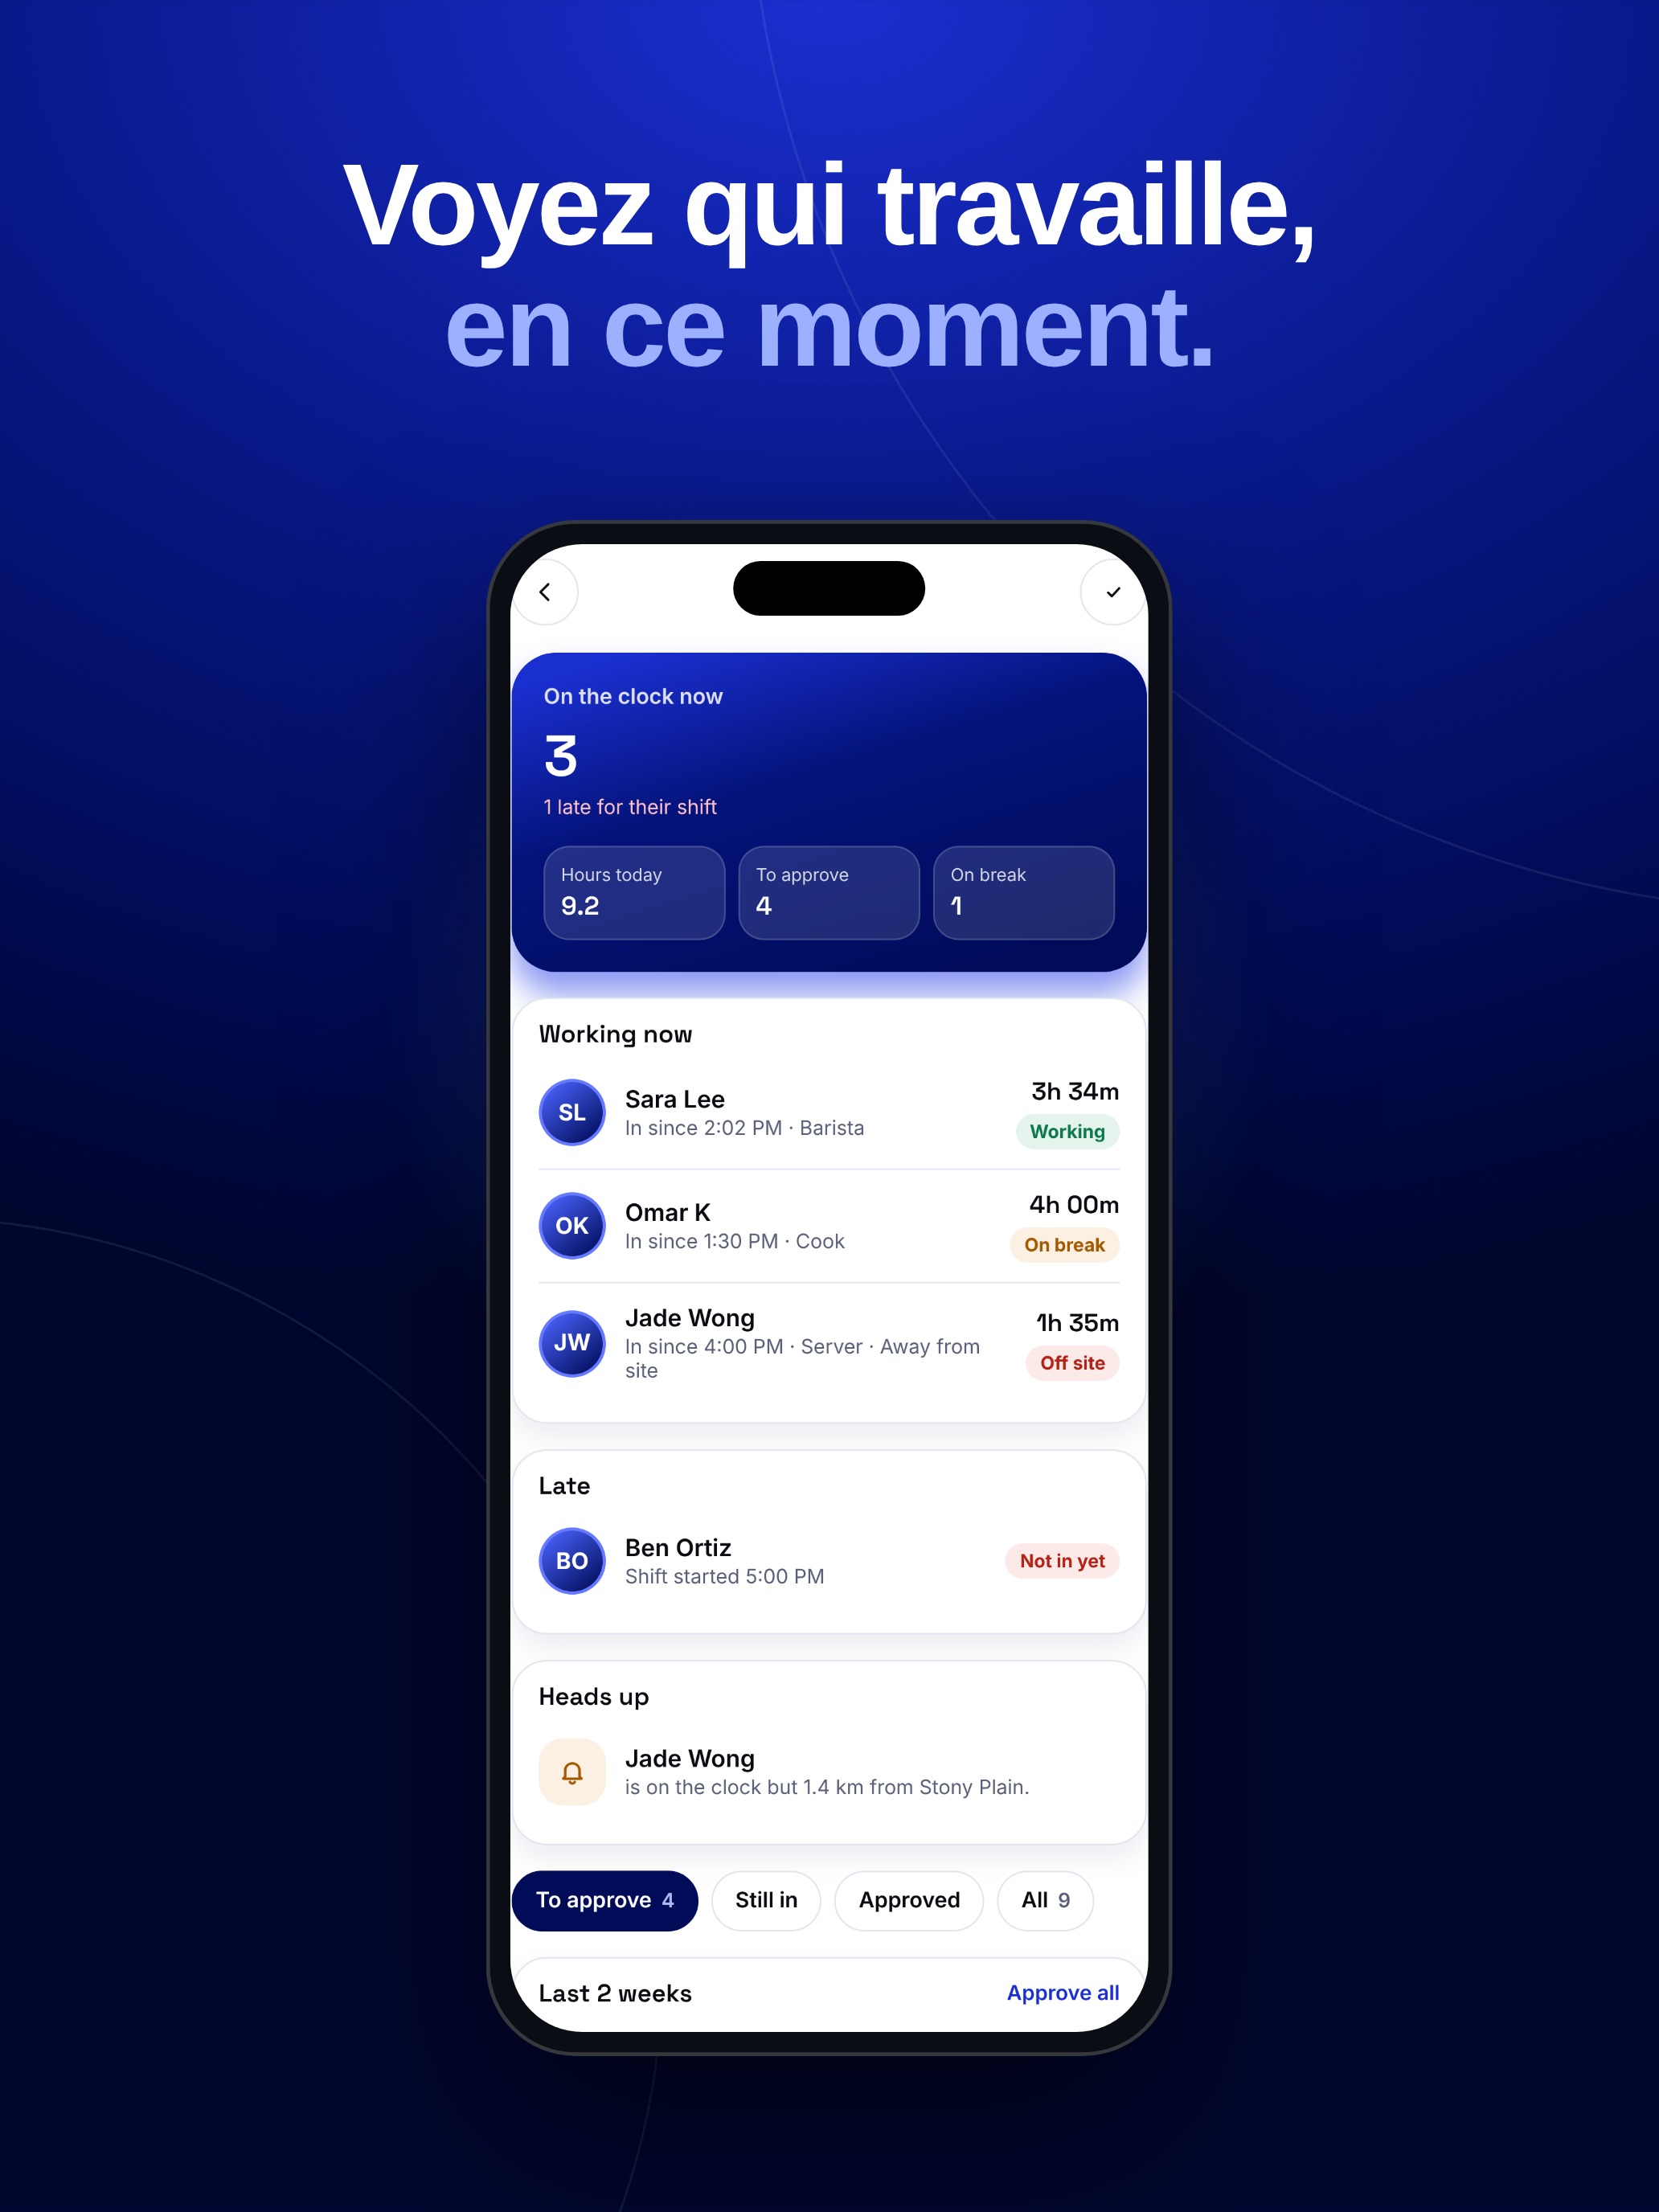 Voyez qui travaille,
en ce moment.
On the clock now
3
1 late for their shift
Hours today
9.2
To approve
4
On break
1
Working now
SL
Sara Lee
In since 2:02 PM · Barista
3h 34m
Working
OK
Omar K
In since 1:30 PM · Cook
4h 00m
On break
JW
Jade Wong
In since 4:00 PM · Server · Away from
site
1h 35m
Off site
Late
BO
Ben Ortiz
Shift started 5:00 PM
Not in yet
Heads up
Jade Wong
is on the clock but 1.4 km from Stony Plain.
To approve 4
Still in
Approved
All 9
Last 2 weeks
Approve all